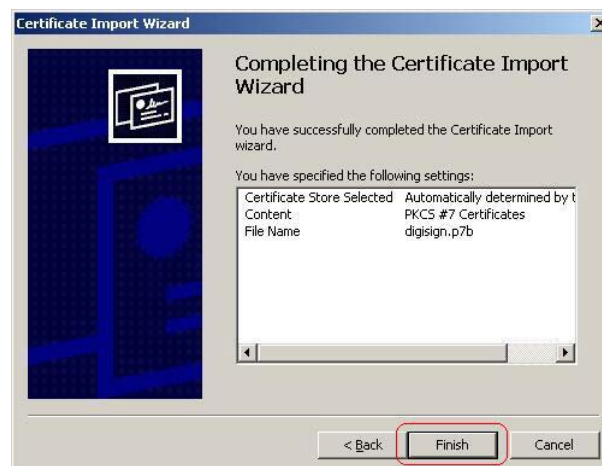 Certificate Import Wizard
Completing the Certificate Import
Wizard
You have successfully completed the Certificate Import
wizard.
You have specified the following settings:
Certificate Store Selected Automatically determined by t
Content PKCS #7 Certificates
File Name digisign.p7b
< Back Finish Cancel